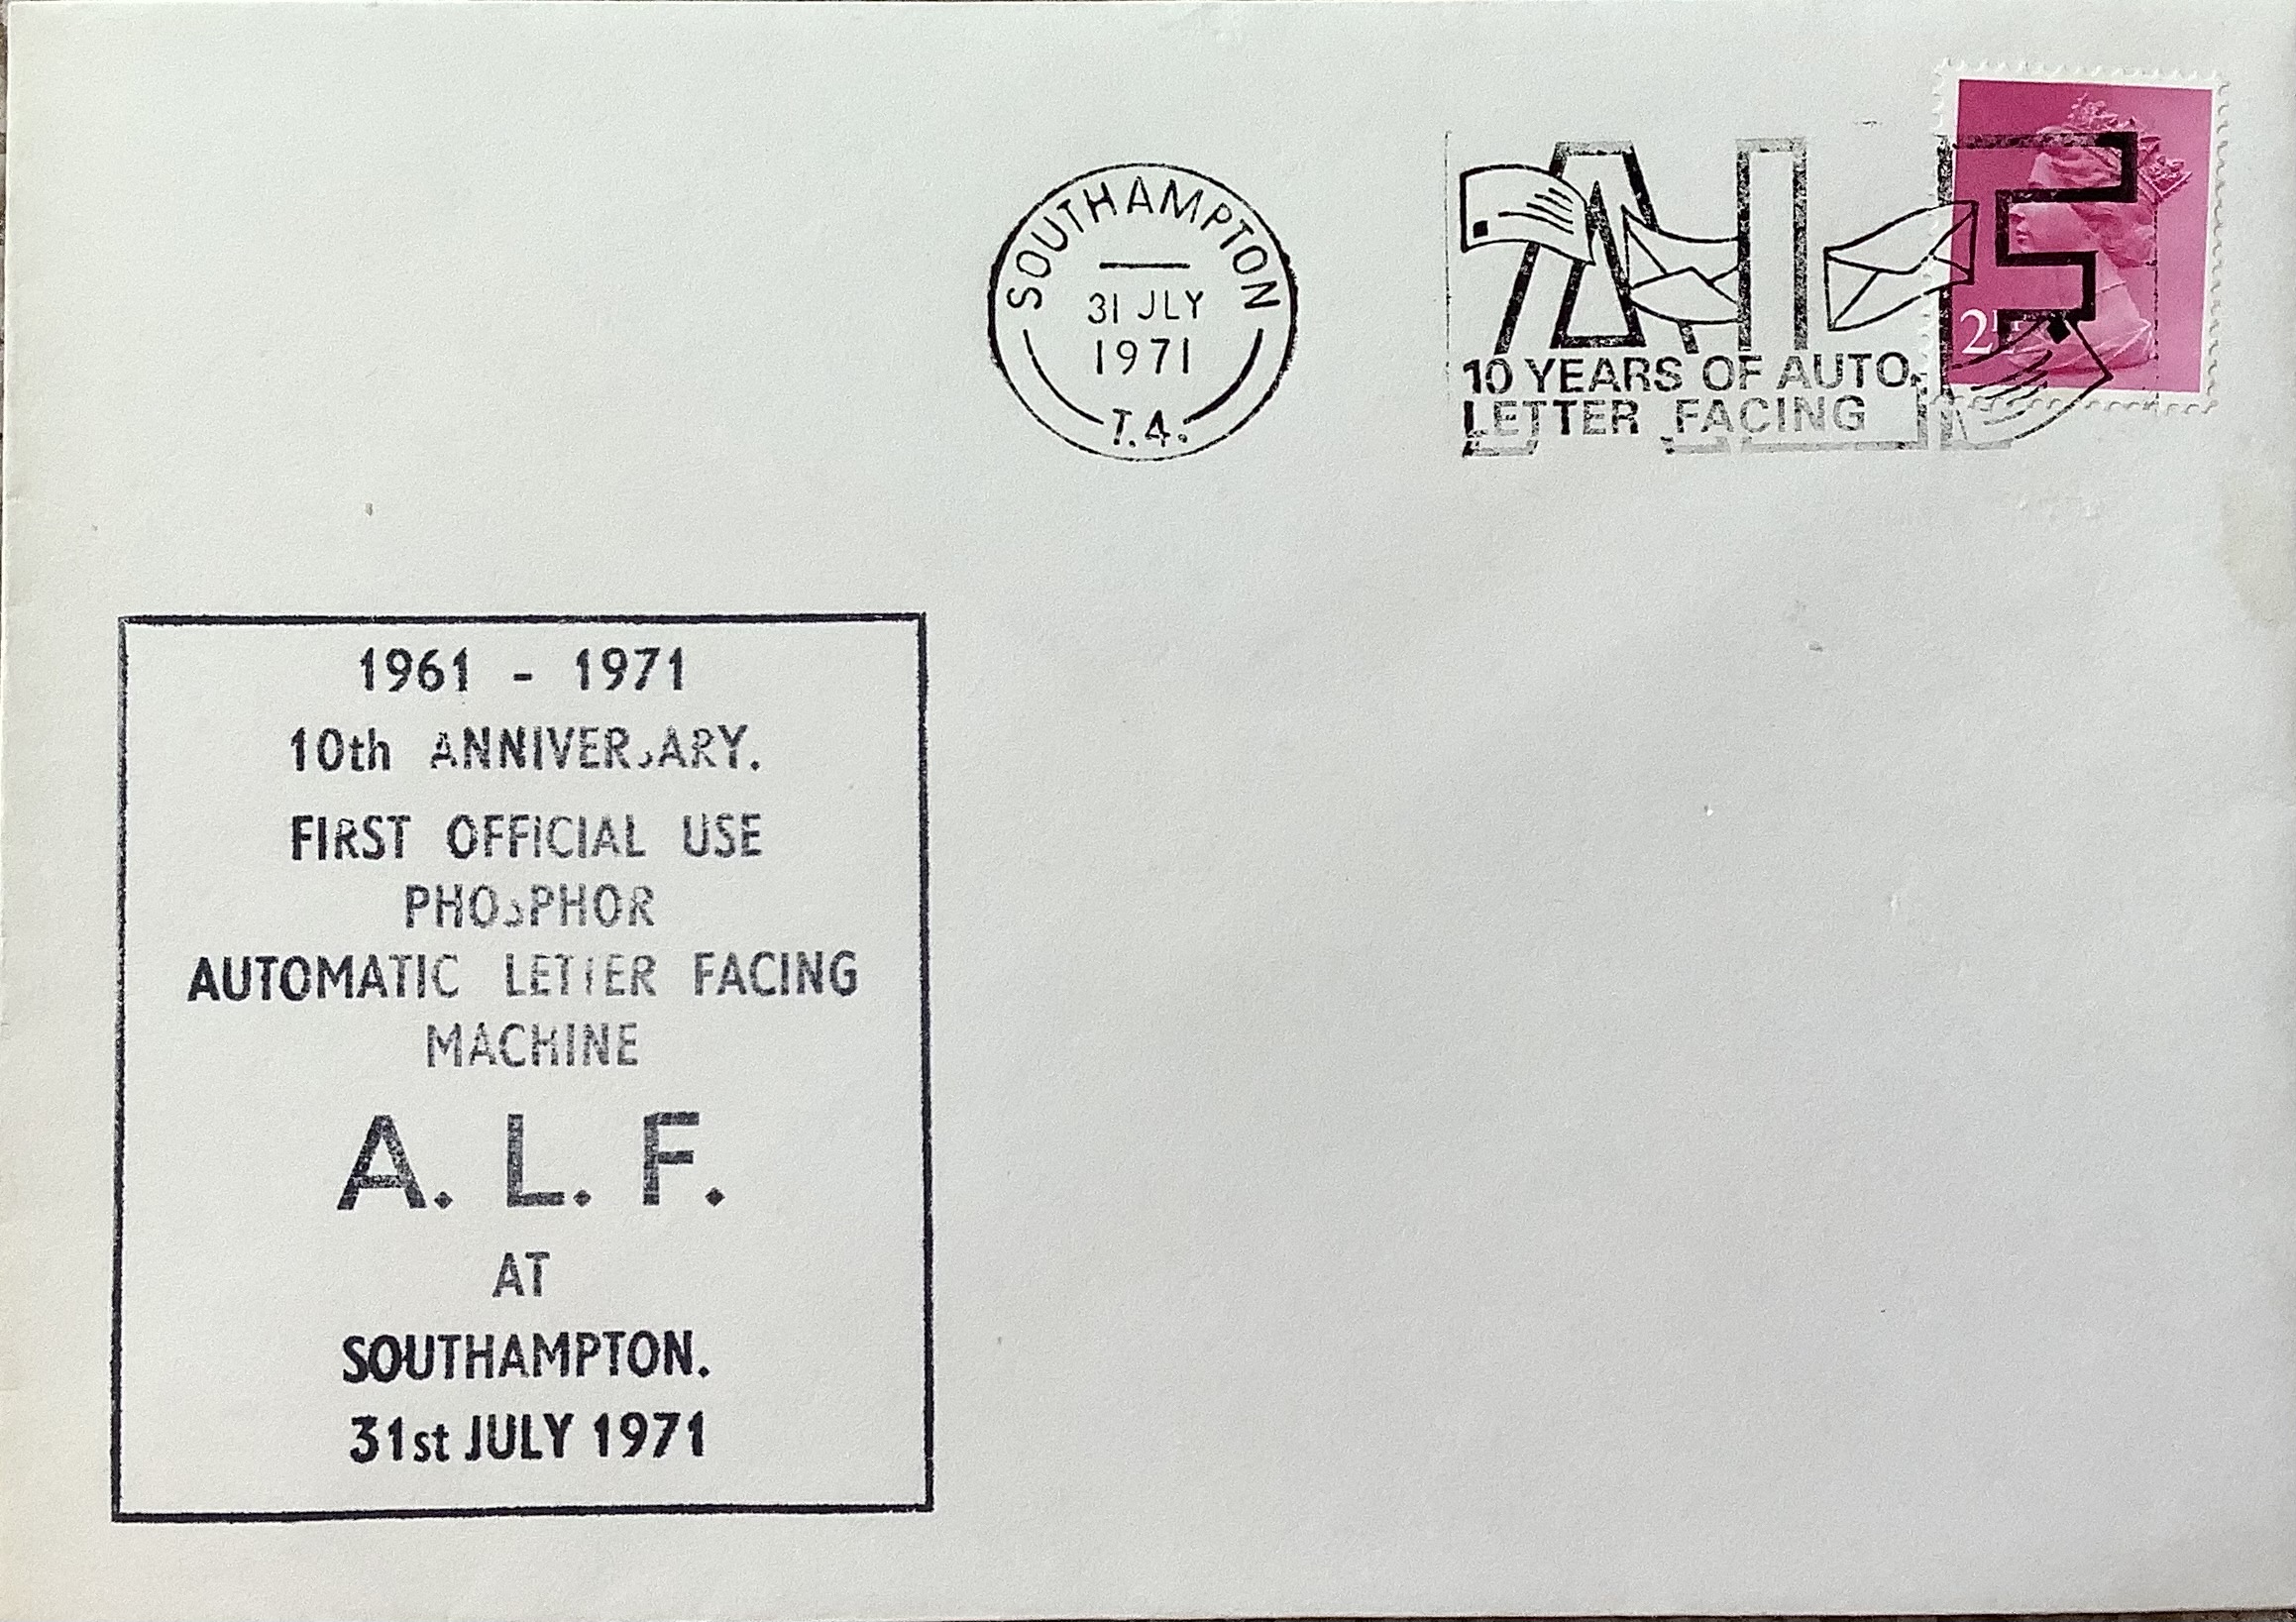 SOUTHAMPTON
31 JLY
1971
T.A.
ALF
10 YEARS OF AUTO.
LETTER FACING
1961 - 1971
10th ANNIVERSARY.
FIRST OFFICIAL USE
PHOSPHOR
AUTOMATIC LETTER FACING
MACHINE
A. L. F.
AT
SOUTHAMPTON.
31st JULY 1971